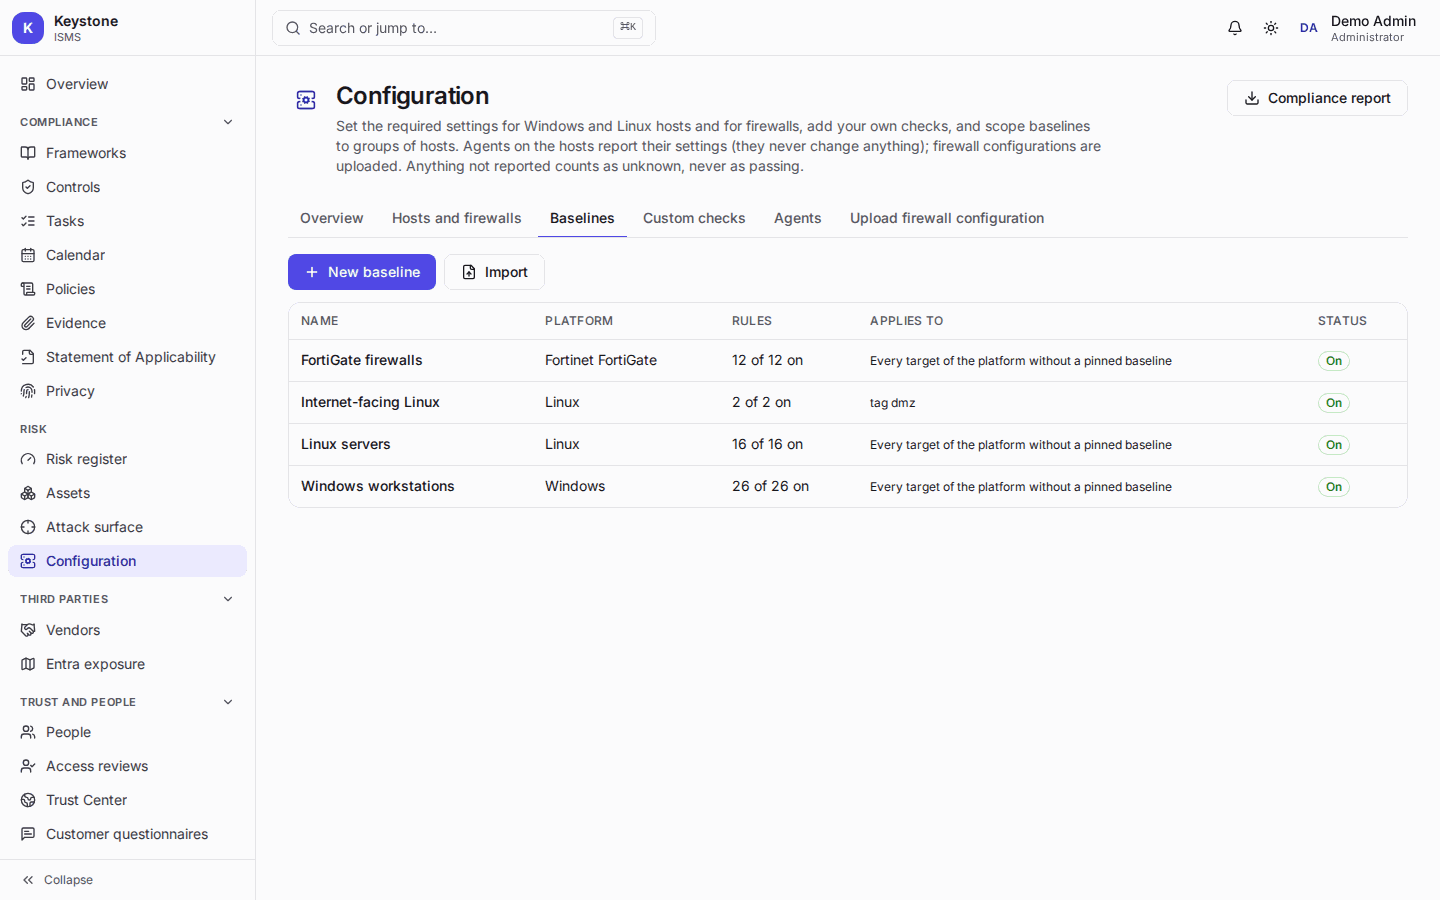 K
Keystone
ISMS
Search or jump to...
⌘K
DA
Demo Admin
Administrator
Overview
COMPLIANCE
Frameworks
Controls
Tasks
Calendar
Policies
Evidence
Statement of Applicability
Privacy
RISK
Risk register
Assets
Attack surface
Configuration
THIRD PARTIES
Vendors
Entra exposure
TRUST AND PEOPLE
People
Access reviews
Trust Center
Customer questionnaires
Collapse
Configuration
Compliance report
Set the required settings for Windows and Linux hosts and for firewalls, add your own checks, and scope baselines
to groups of hosts. Agents on the hosts report their settings (they never change anything); firewall configurations are
uploaded. Anything not reported counts as unknown, never as passing.
Overview Hosts and firewalls Baselines Custom checks Agents Upload firewall configuration
New baseline Import
NAME PLATFORM RULES APPLIES TO STATUS
FortiGate firewalls Fortinet FortiGate 12 of 12 on Every target of the platform without a pinned baseline On
Internet-facing Linux Linux 2 of 2 on tag dmz On
Linux servers Linux 16 of 16 on Every target of the platform without a pinned baseline On
Windows workstations Windows 26 of 26 on Every target of the platform without a pinned baseline On